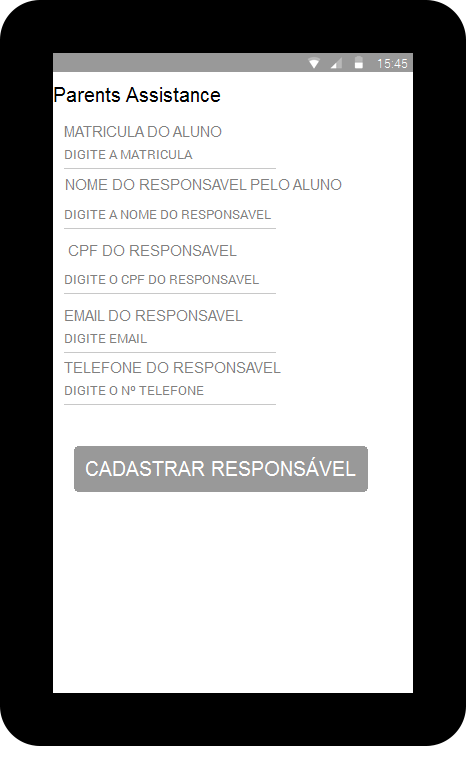 15:45
Parents Assistance
MATRICULA DO ALUNO
DIGITE A MATRICULA
NOME DO RESPONSAVEL PELO ALUNO
DIGITE A NOME DO RESPONSAVEL
CPF DO RESPONSAVEL
DIGITE O CPF DO RESPONSAVEL
EMAIL DO RESPONSAVEL
DIGITE EMAIL
TELEFONE DO RESPONSAVEL
DIGITE O Nº TELEFONE
CADASTRAR RESPONSÁVEL